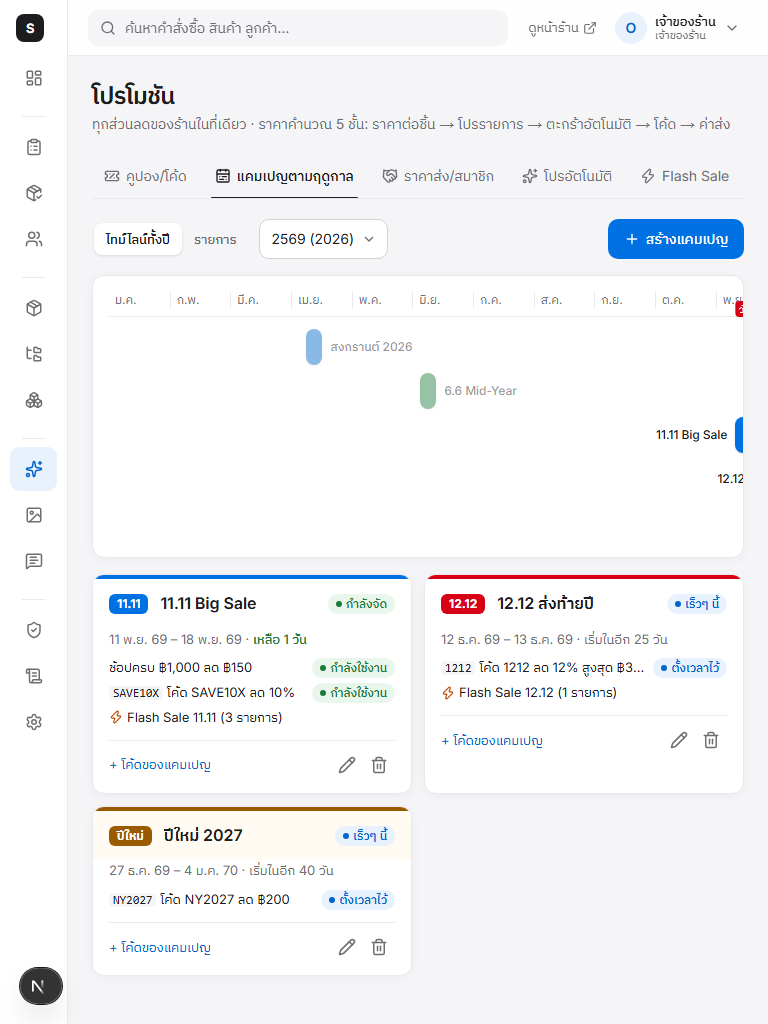 S
ค้นหาคำสั่งซื้อ สินค้า ลูกค้า...
ดูหน้าร้าน
O
เจ้าของร้าน
เจ้าของร้าน
โปรโมชัน
ทุกส่วนลดของร้านในที่เดียว · ราคาคำนวณ 5 ชั้น: ราคาต่อชิ้น → โปรรายการ → ตะกร้าอัตโนมัติ → โค้ด → ค่าส่ง
คูปอง/โค้ด
แคมเปญตามฤดูกาล
ราคาส่ง/สมาชิก
โปรอัตโนมัติ
Flash Sale
ไทม์ไลน์ทั้งปี
รายการ
2569 (2026)
+ สร้างแคมเปญ
ม.ค. ก.พ. มี.ค. เม.ย. พ.ค. มิ.ย. ก.ค. ส.ค. ก.ย. ต.ค.
สงกรานต์ 2026
6.6 Mid-Year
11.11 Big Sale
12.12
11.11 11.11 Big Sale กำลังจัด
11 พ.ย. 69 – 18 พ.ย. 69 · เหลือ 1 วัน
ช้อปครบ ฿1,000 ลด ฿150 กำลังใช้งาน
SAVE10X โค้ด SAVE10X ลด 10% กำลังใช้งาน
Flash Sale 11.11 (3 รายการ)
+ โค้ดของแคมเปญ
12.12 12.12 ส่งท้ายปี เร็วๆ นี้
12 ธ.ค. 69 – 13 ธ.ค. 69 · เริ่มในอีก 25 วัน
1212 โค้ด 1212 ลด 12% สูงสุด ฿3... ตั้งเวลาไว้
Flash Sale 12.12 (1 รายการ)
+ โค้ดของแคมเปญ
ปีใหม่ ปีใหม่ 2027 เร็วๆ นี้
27 ธ.ค. 69 – 4 ม.ค. 70 · เริ่มในอีก 40 วัน
NY2027 โค้ด NY2027 ลด ฿200 ตั้งเวลาไว้
+ โค้ดของแคมเปญ
N